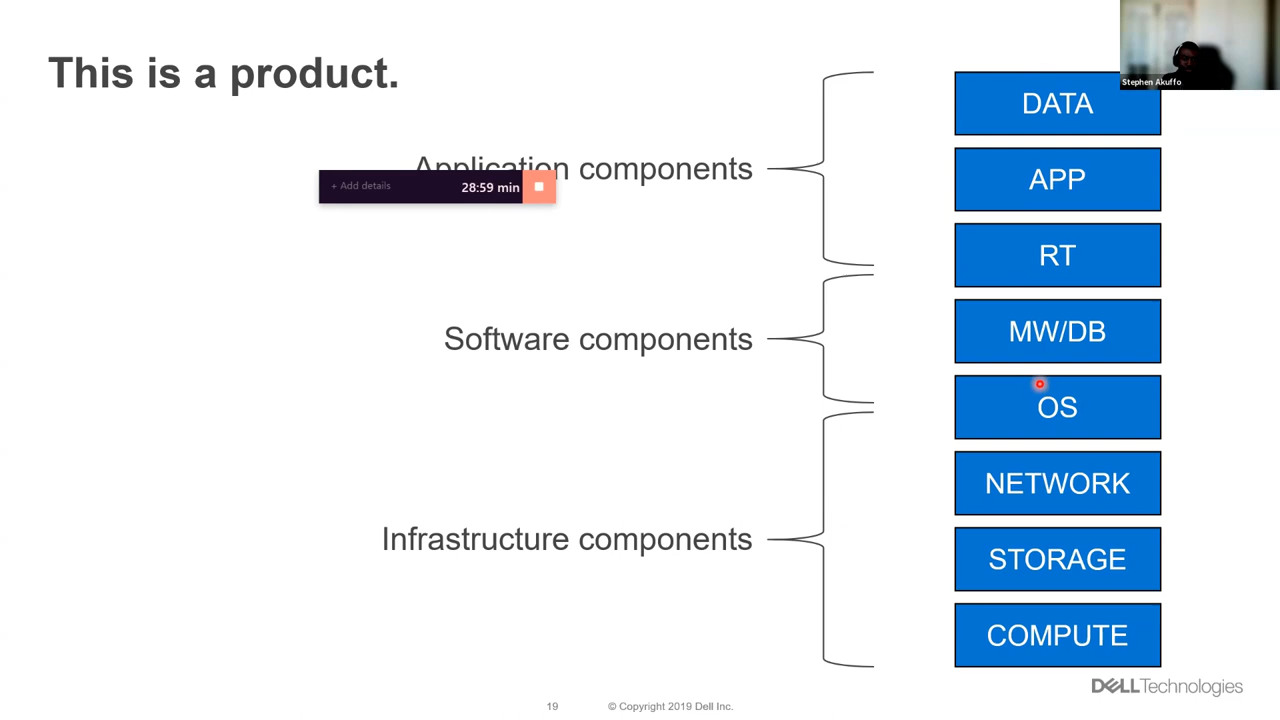 This is a product.
Stephen Akuffo
DATA
Application components
APP
+ Add details
28:59 min
RT
Software components
MW/DB
OS
NETWORK
Infrastructure components
STORAGE
COMPUTE
DELLTechnologies
19
© Copyright 2019 Dell Inc.